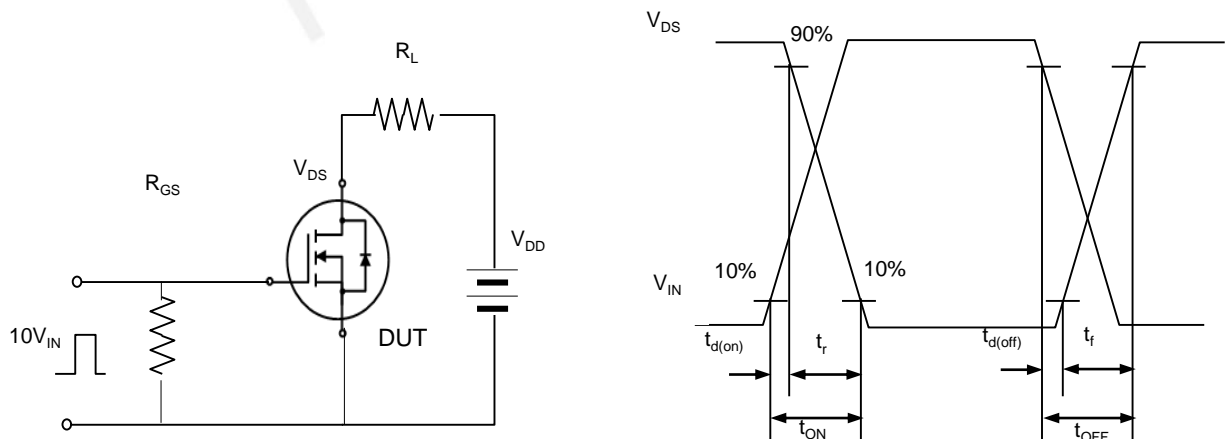 R_L
V_DS
R_GS
V_DD
10V_IN
DUT
V_DS
90%
10%
10%
V_IN
t_d(on)
t_r
t_d(off)
t_f
t_ON
t_OFF